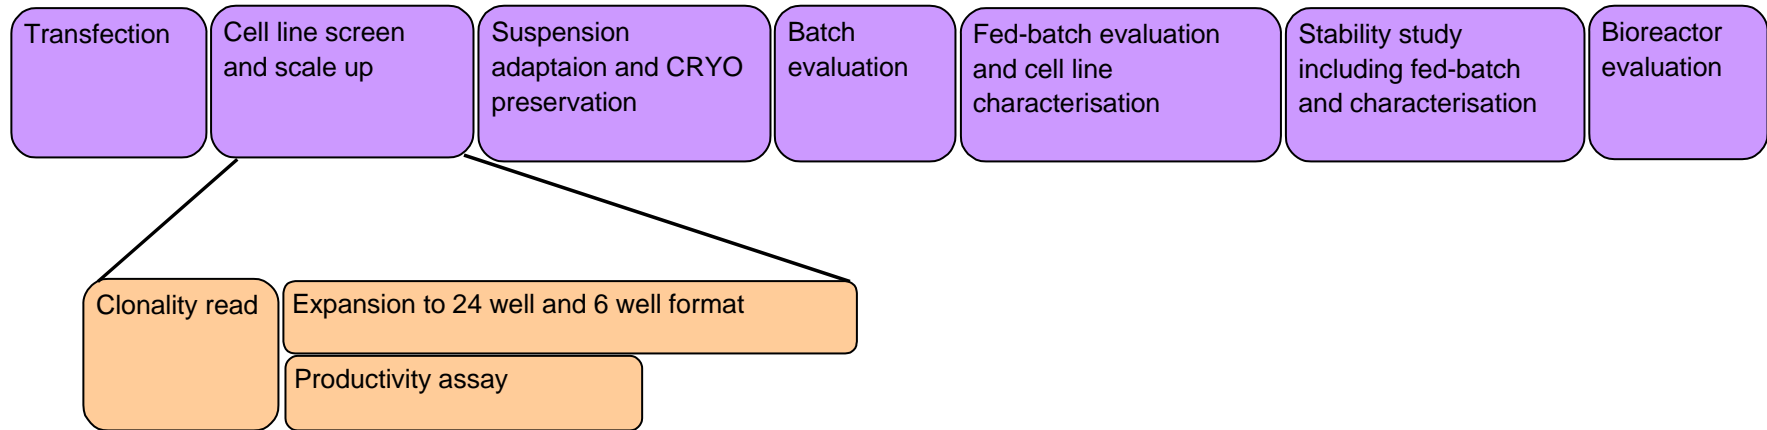 Transfection
Cell line screen
and scale up
Suspension
adaptaion and CRYO
preservation
Batch
evaluation
Fed-batch evaluation
and cell line
characterisation
Stability study
including fed-batch
and characterisation
Bioreactor
evaluation
Clonality read
Expansion to 24 well and 6 well format
Productivity assay